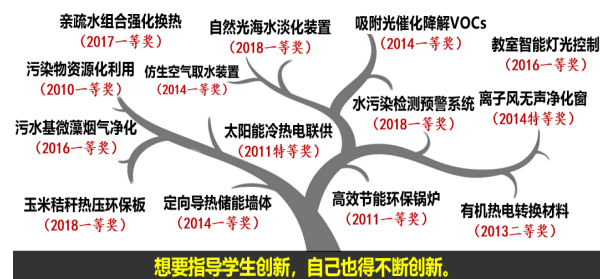 亲疏水组合强化换热
（2017一等奖）
自然光海水淡化装置
（2018一等奖）
吸附光催化降解VOCs
（2014一等奖）
教室智能灯光控制
（2016一等奖）
污染物资源化利用
（2010一等奖）
仿生空气取水装置
（2014一等奖）
水污染检测预警系统
（2018一等奖）
离子风无声净化窗
（2014特等奖）
污水基微藻烟气净化
（2016一等奖）
太阳能冷热电联供
（2011特等奖）
玉米秸秆热压环保板
（2018一等奖）
定向导热储能墙体
（2014一等奖）
高效节能环保锅炉
（2011一等奖）
有机热电转换材料
（2013二等奖）
想要指导学生创新，自己也得不断创新。